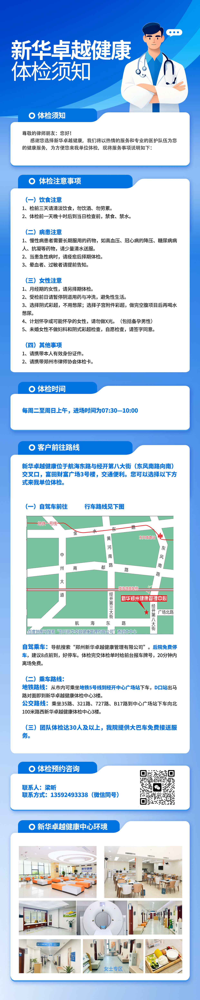 新华卓越健康
体检须知
体检须知
尊敬的律师朋友：您好！
感谢您选择新华卓越健康，我们将以热情的服务和专业的医护队伍为您
的健康服务，为方便您来我单位体检，现将服务事项说明如下：
体检注意事项
（一）饮食注意
1、检前三天请清淡饮食，勿饮酒、勿劳累。
2、体检前一天晚十时后到当日检查前，禁食、禁水。
（二）病患注意
1、慢性病患者需要长期服用的药物，如高血压、冠心病的降压、糖尿病病
人、抗凝等药物，请少量清水送服。
2、当患急性病时，请痊愈后择期体检。
3、晕血者、过敏者请提前告知。
（三）女性注意
1、月经期的女性，请另择期体检。
2、受检前日请暂停阴道用药与冲洗，避免性生活。
3、选择阴式彩超，不用憋尿；选择子宫附件彩超，做完空腹项目后再喝水
憋尿。
4、计划怀孕或可能怀孕的女性，请勿做X光。（包括备孕男性）
5、未婚女性不做妇科和阴式彩超检查，自愿检查，请签字同意。
（四）其他事项
1、请携带本人有效身份证件。
2、请携带郑州市律师协会体检卡。
体检时间
每周二至周日上午，进场时间为07:30—10:00
客户前往路线
新华卓越健康位于航海东路与经开第八大街（东风南路向南）
交叉口，富田财富广场3号楼，交通便利。您可以选择以下方
式来我单位体检。
（一）自驾车前往 行车路线见下图
地铁一号线
金水东路
东风南路站
黄河南路
东风南路
中州大道
商都路
陇海路高架桥
新华郑州健康管理中心
经开第三大街
经开第八大街
广场北路
航海东路
百度地图可搜索“郑州新华卓越健康管理有限公司”查到本中心
自驾乘车：导航搜索“郑州新华卓越健康管理有限公司”。后院免费停
车，建议8点前到，好停车。体检完交体检单时给前台报车牌号，20分钟内
离场免费。
（二）乘车路线：
地铁路线：从市内可乘坐地铁5号线到经开中心广场站下车，D口站出马
路对面即到新华卓越健康体检中心3楼。
公交路线：乘坐35路、321路、727路、B17路到中心广场站下车向北
100米路西新华卓越健康体检中心3楼。
（三）团队体检达30人及以上，我院提供大巴车免费接送服
务。
体检预约咨询
联系人：梁昕
联系方式：13592493338（微信同号）
新华卓越健康中心环境
新华健康
女士专区